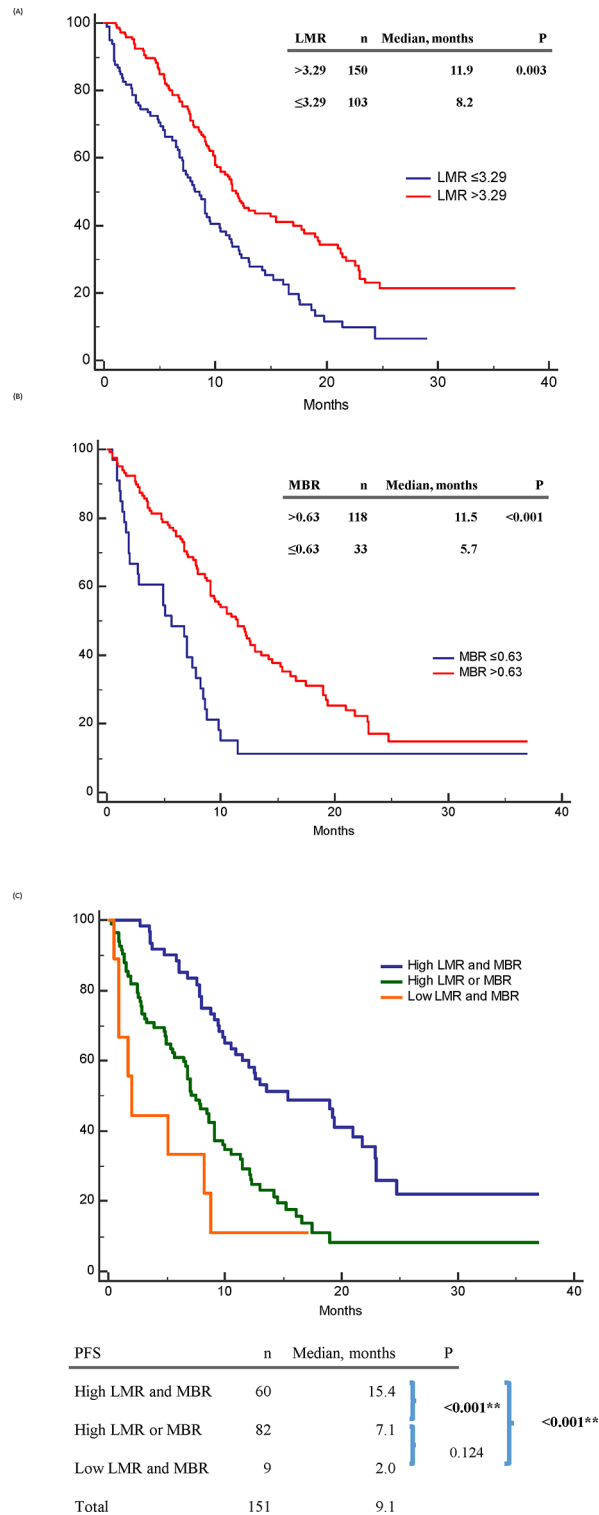 (A)
100
80
60
40
20
0
0 10 20 30 40
Months
LMR n Median, months P
>3.29 150 11.9 0.003
≤3.29 103 8.2
LMR ≤3.29
LMR >3.29
(B)
100
80
60
40
20
0
0 10 20 30 40
Months
MBR n Median, months P
>0.63 118 11.5 <0.001
≤0.63 33 5.7
MBR ≤0.63
MBR >0.63
(C)
100
80
60
40
20
0
0 10 20 30 40
Months
High LMR and MBR
High LMR or MBR
Low LMR and MBR
PFS n Median, months P
High LMR and MBR 60 15.4
<0.001**
<0.001**
High LMR or MBR 82 7.1
0.124
Low LMR and MBR 9 2.0
Total 151 9.1